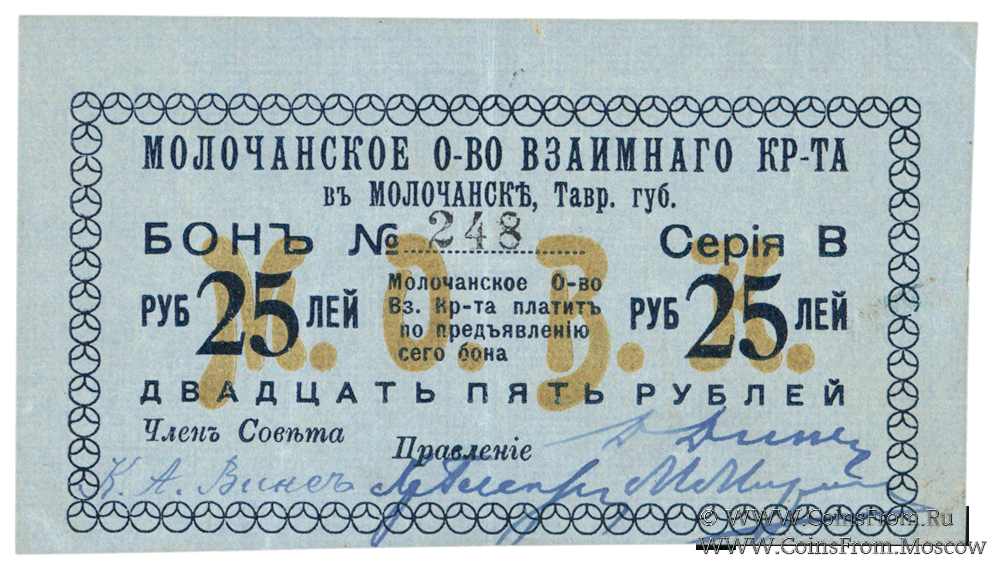 МОЛОЧАНСКОЕ О-ВО ВЗАИМНАГО КР-ТА
въ МОЛОЧАНСКѢ, Тавр. губ.
БОНЪ № 248 Серія В
М. О. В. К.
РУБ 25 ЛЕЙ
Молочанское О-во
Вз. Кр-та платитъ
по предъявленію
сего бона
РУБ 25 ЛЕЙ
ДВАДЦАТЬ ПЯТЬ РУБЛЕЙ
Членъ Совѣта
Правленіе
К. А. Винсъ
© WWW.CoinsFrom.Ru
WWW.CoinsFrom.Moscow